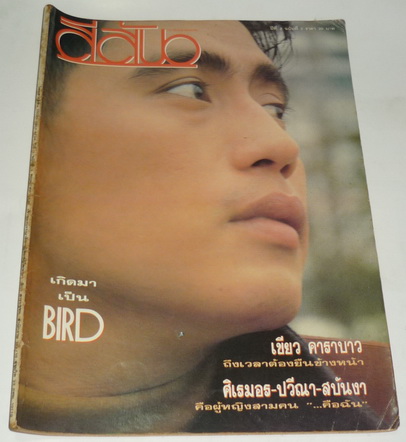 สีสัน
เกิดมา
เป็น
BIRD
เขียว คาราบาว
ถึงเวลาต้องยืนข้างหน้า
ศิเรมอร-ปวีณา-สบันงา
คือผู้หญิงสามคน "...คือฉัน"